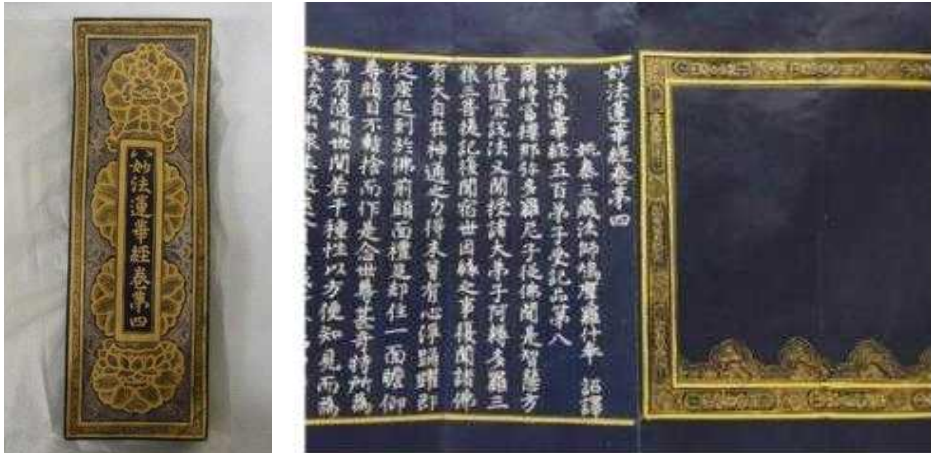 妙法蓮華經卷第四
妙法蓮華經卷第四
姚秦三藏法師鳩摩羅什奉 詔譯
妙法蓮華經五百弟子受記品第八
爾時富樓那弥多羅尼子從佛聞是智慧方
便隨宜説法又聞授諸大弟子阿耨多羅三
藐三菩提記復聞宿世因緣之事復聞諸佛
有大自在神通之力得未曾有心淨踊躍即
從座起到於佛前頭面禮足却住一面瞻仰
尊顔目不暫捨而作是念世尊甚奇特所為
希有隨順世間若干種性以方便知見而為